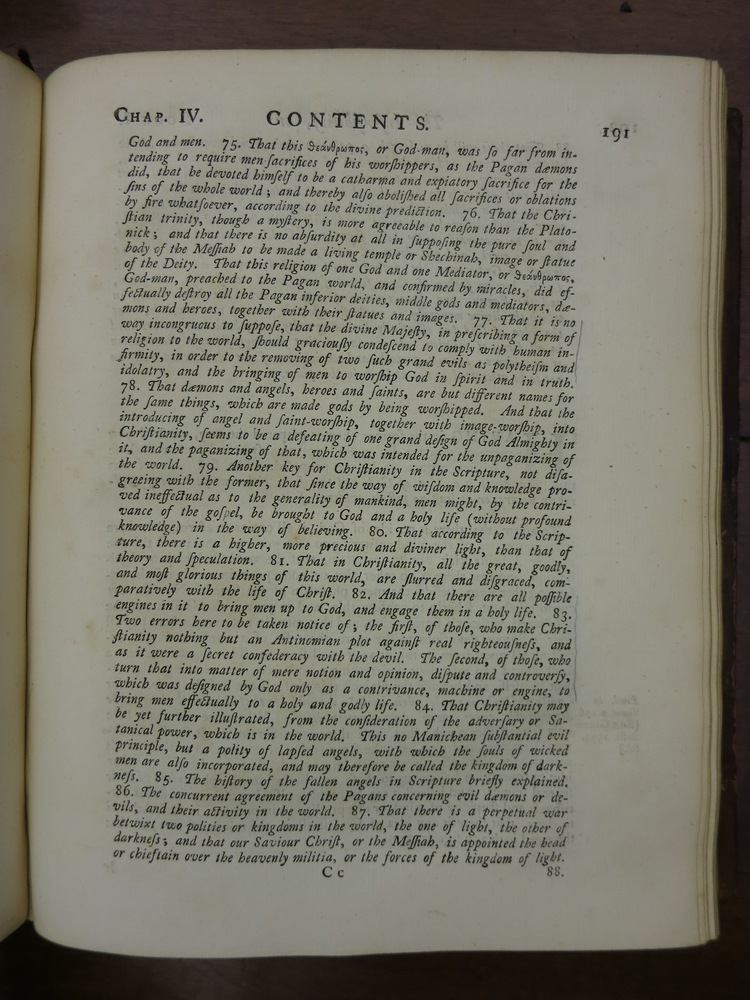 CHAP. IV. CONTENTS. 191
God and men. 75. That this ϑεάνθρωπος, or God-man, was ſo far from in-
tending to require men ſacrifices of his worſhippers, as the Pagan dæmons
did, that he devoted himſelf to be a catharma and expiatory ſacrifice for the
ſins of the whole world; and thereby alſo aboliſhed all ſacrifices or oblations
by fire whatſoever, according to the divine prediction. 76. That the Chri-
ſtian trinity, though a myſtery, is more agreeable to reaſon than the Plato-
nick; and that there is no abſurdity at all in ſuppoſing the pure ſoul and
body of the Meſſiah to be made a living temple or Shechinah, image or ſtatue
of the Deity. That this religion of one God and one Mediator, or ϑεάνθρωπος,
God-man, preached to the Pagan world, and confirmed by miracles, did ef-
fectually deſtroy all the Pagan inferior deities, middle gods and mediators, dæ-
mons and heroes, together with their ſtatues and images. 77. That it is no
way incongruous to ſuppoſe, that the divine Majeſty, in preſcribing a form of
religion to the world, ſhould graciouſly condeſcend to comply with human in-
firmity, in order to the removing of two ſuch grand evils as polytheiſm and
idolatry, and the bringing of men to worſhip God in ſpirit and in truth.
78. That dæmons and angels, heroes and ſaints, are but different names for
the ſame things, which are made gods by being worſhipped. And that the
introducing of angel and ſaint-worſhip, together with image-worſhip, into
Chriſtianity, ſeems to be a defeating of one grand deſign of God Almighty in
it, and the paganizing of that, which was intended for the unpaganizing of
the world. 79. Another key for Chriſtianity in the Scripture, not diſa-
greeing with the former, that ſince the way of wiſdom and knowledge pro-
ved ineffectual as to the generality of mankind, men might, by the contri-
vance of the goſpel, be brought to God and a holy life (without profound
knowledge) in the way of believing. 80. That according to the Scrip-
ture, there is a higher, more precious and diviner light, than that of
theory and ſpeculation. 81. That in Chriſtianity, all the great, goodly,
and moſt glorious things of this world, are ſlurred and diſgraced, com-
paratively with the life of Chriſt. 82. And that there are all poſſible
engines in it to bring men up to God, and engage them in a holy life. 83.
Two errors here to be taken notice of; the firſt, of thoſe, who make Chri-
ſtianity nothing but an Antinomian plot againſt real righteouſneſs, and
as it were a ſecret confederacy with the devil. The ſecond, of thoſe, who
turn that into matter of mere notion and opinion, diſpute and controverſy,
which was deſigned by God only as a contrivance, machine or engine, to
bring men effectually to a holy and godly life. 84. That Chriſtianity may
be yet further illuſtrated, from the conſideration of the adverſary or Sa-
tanical power, which is in the world. This no Manichean ſubſtantial evil
principle, but a polity of lapſed angels, with which the ſouls of wicked
men are alſo incorporated, and may therefore be called the kingdom of dark-
neſs. 85. The hiſtory of the fallen angels in Scripture briefly explained.
86. The concurrent agreement of the Pagans concerning evil dæmons or de-
vils, and their activity in the world. 87. That there is a perpetual war
betwixt two polities or kingdoms in the world, the one of light, the other of
darkneſs; and that our Saviour Chriſt, or the Meſſiah, is appointed the head
or chieftain over the heavenly militia, or the forces of the kingdom of light.
C c 88.